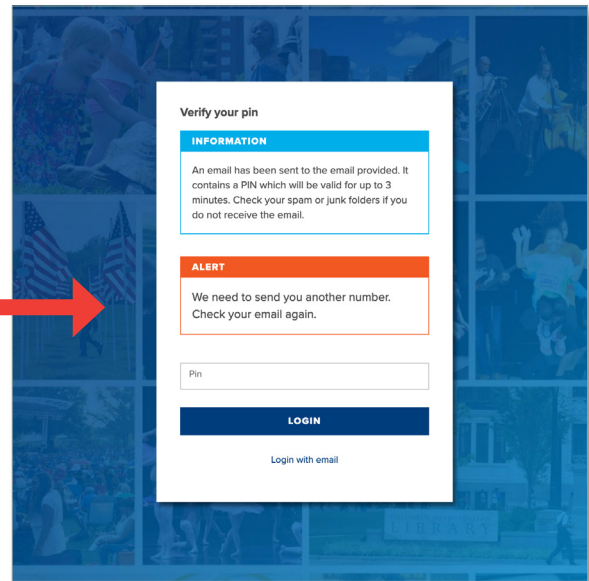 Verify your pin
INFORMATION
An email has been sent to the email provided. It
contains a PIN which will be valid for up to 3
minutes. Check your spam or junk folders if you
do not receive the email.
ALERT
We need to send you another number.
Check your email again.
Pin
LOGIN
Login with email
LIBRARY